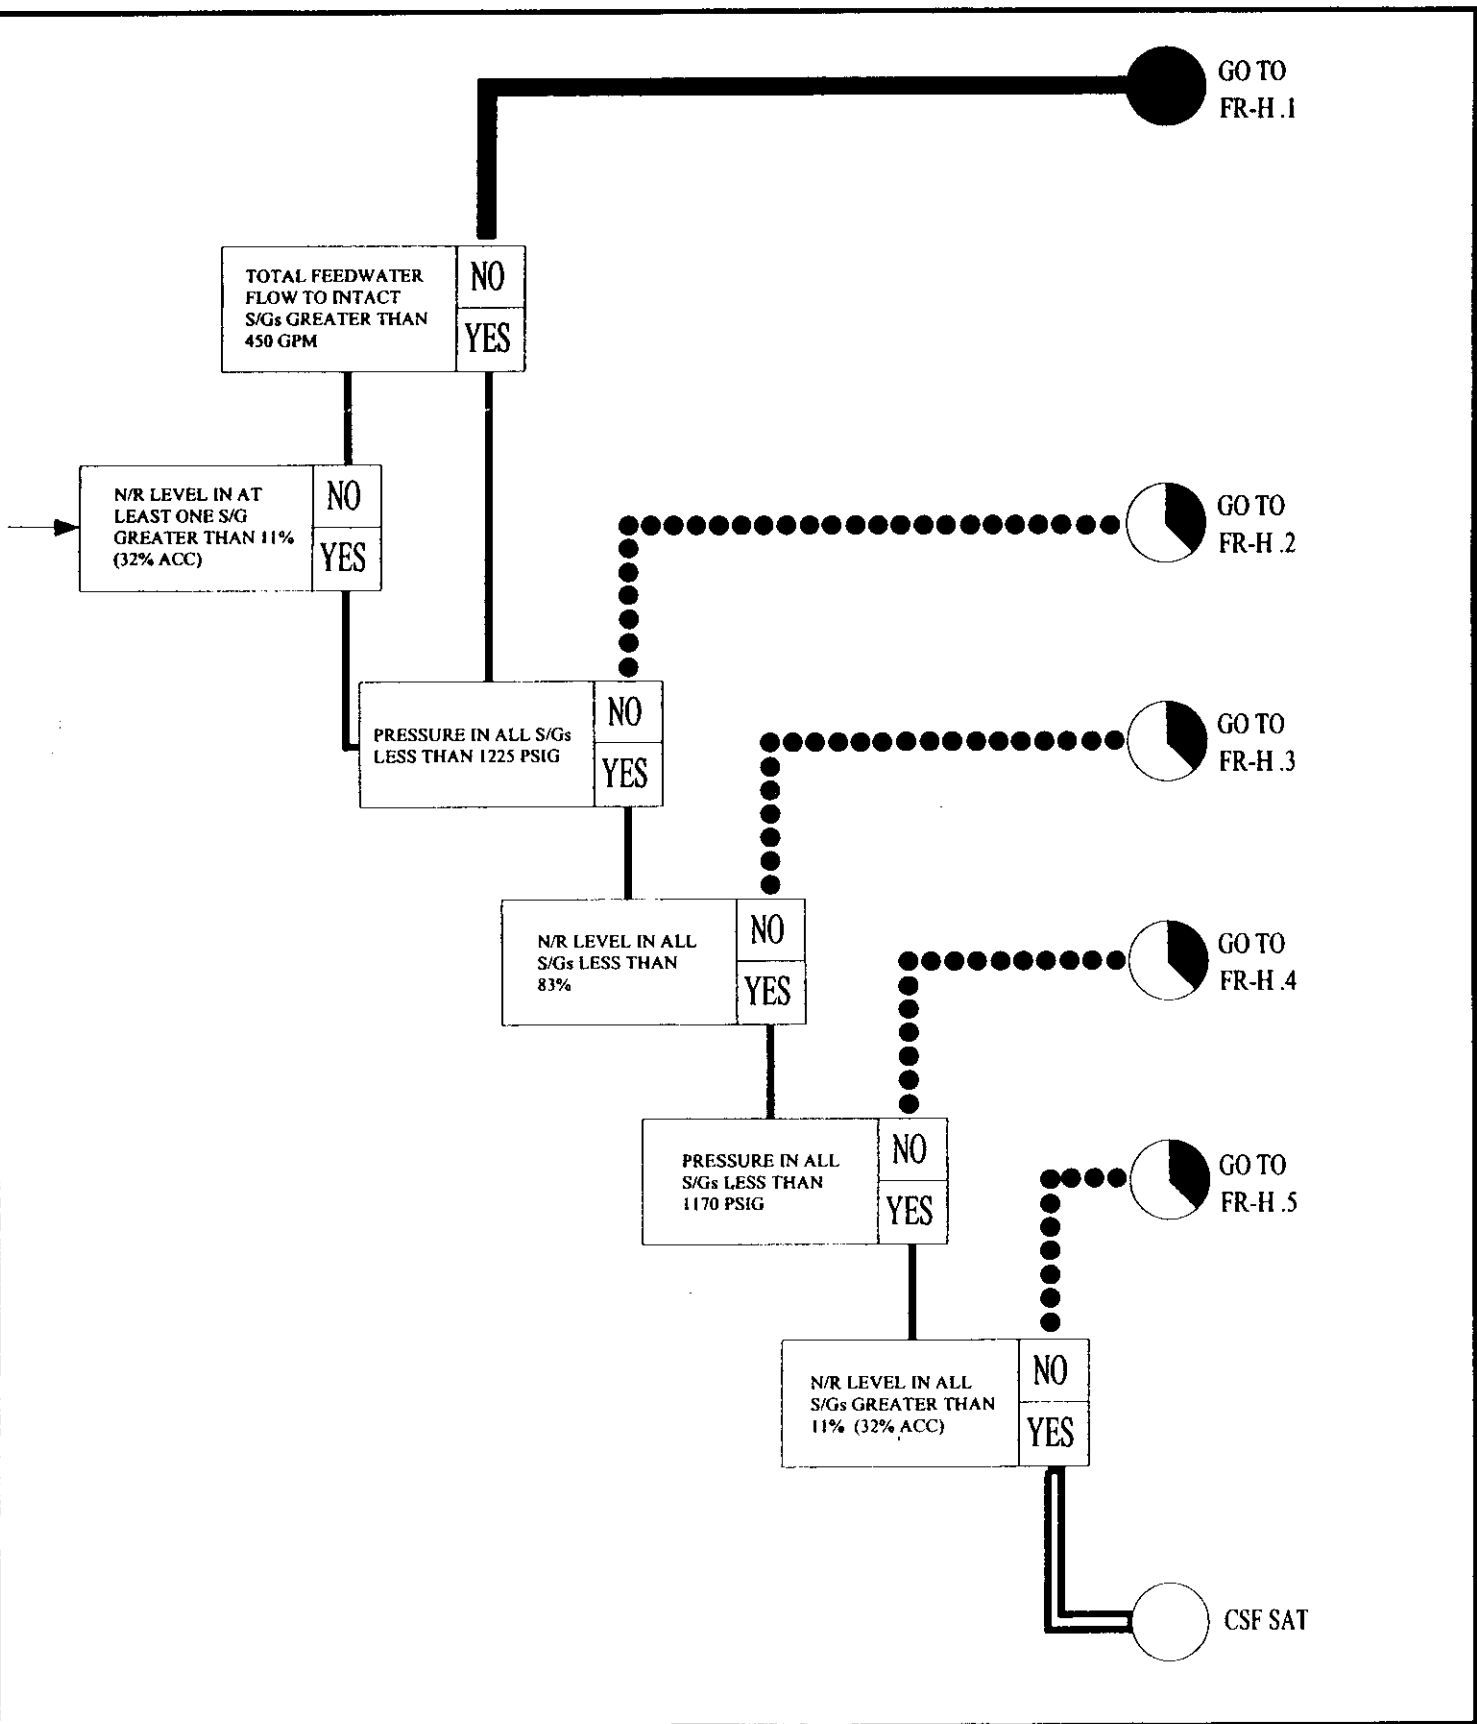 GO TO
FR-H .1
TOTAL FEEDWATER
FLOW TO INTACT
S/Gs GREATER THAN
450 GPM
NO
YES
N/R LEVEL IN AT
LEAST ONE S/G
GREATER THAN 11%
(32% ACC)
NO
YES
GO TO
FR-H .2
PRESSURE IN ALL S/Gs
LESS THAN 1225 PSIG
NO
YES
GO TO
FR-H .3
N/R LEVEL IN ALL
S/Gs LESS THAN
83%
NO
YES
GO TO
FR-H .4
PRESSURE IN ALL
S/Gs LESS THAN
1170 PSIG
NO
YES
GO TO
FR-H .5
N/R LEVEL IN ALL
S/Gs GREATER THAN
11% (32% ACC)
NO
YES
CSF SAT